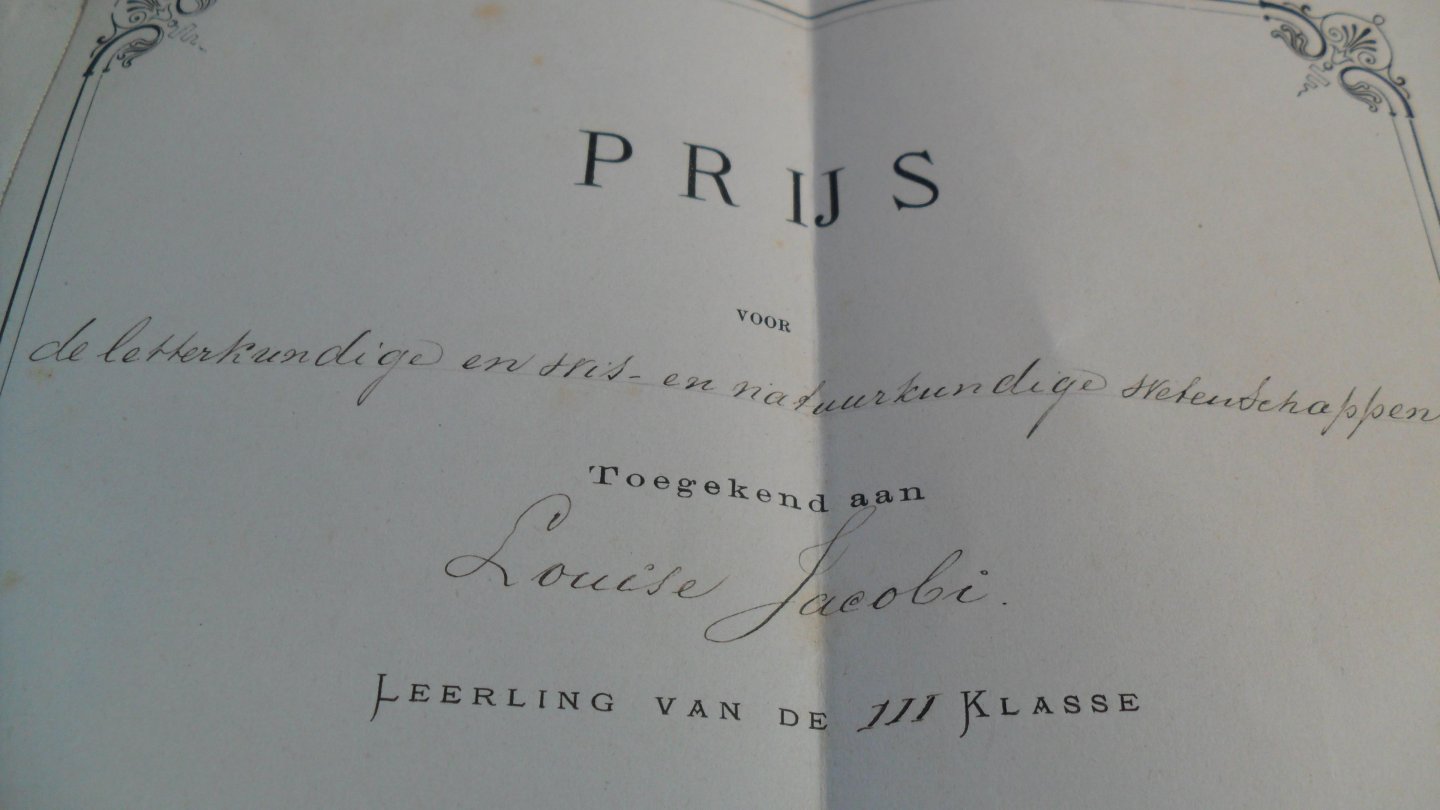 PRIJS
VOOR
de letterkundige en wis- en natuurkundige wetenschappen
Toegekend aan
Louise Jacobi.
LEERLING VAN DE III KLASSE